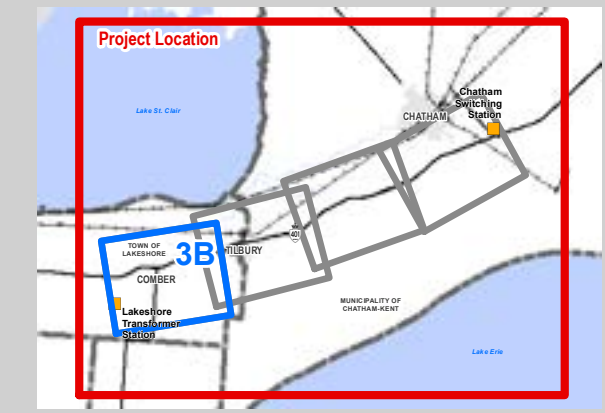 Project Location
Lake St. Clair
Chatham
Switching
Station
CHATHAM
401
TOWN OF
LAKESHORE
3B
TILBURY
COMBER
Lakeshore
Transformer
Station
MUNICIPALITY OF
CHATHAM-KENT
Lake Erie